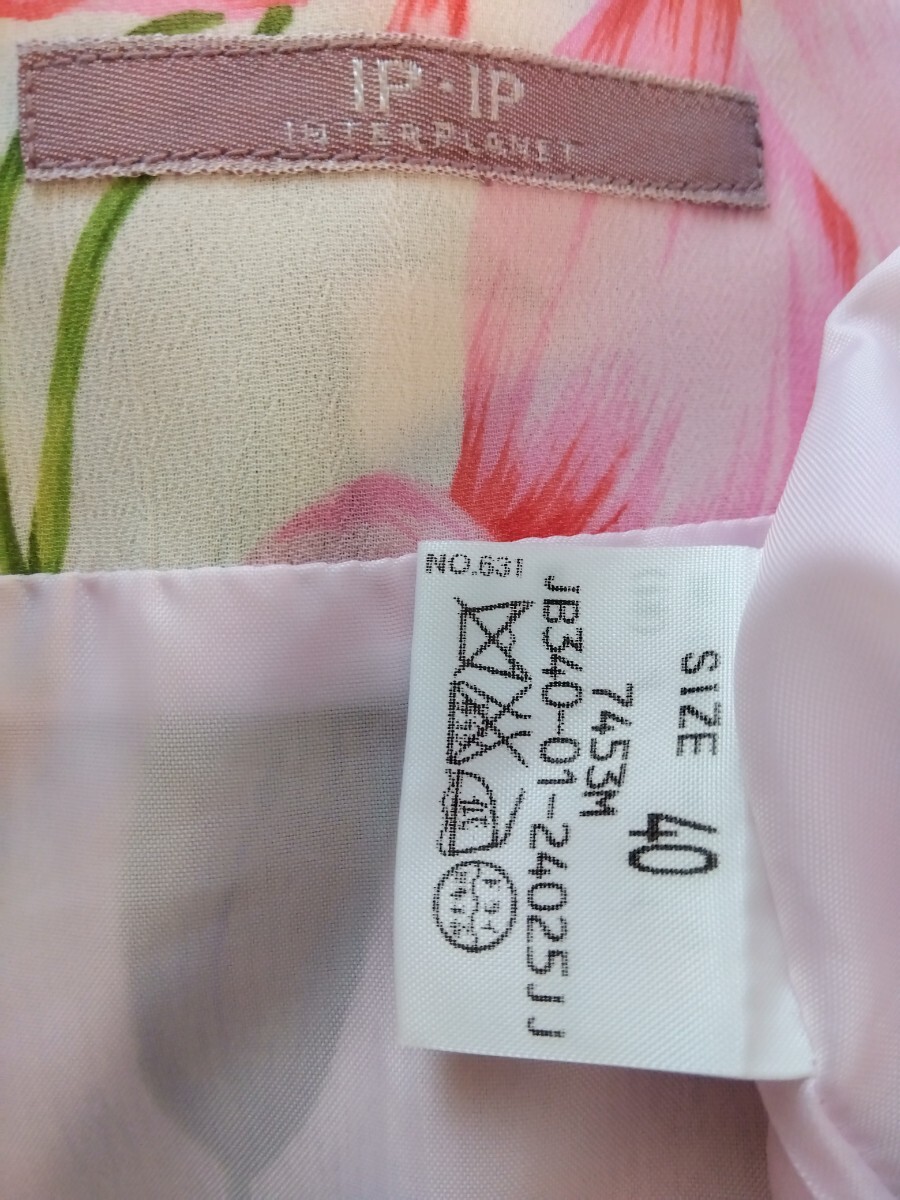 IP·IP
INTERPLANET
NO.631
SIZE 40
7453M
JB340-01-24025JJ